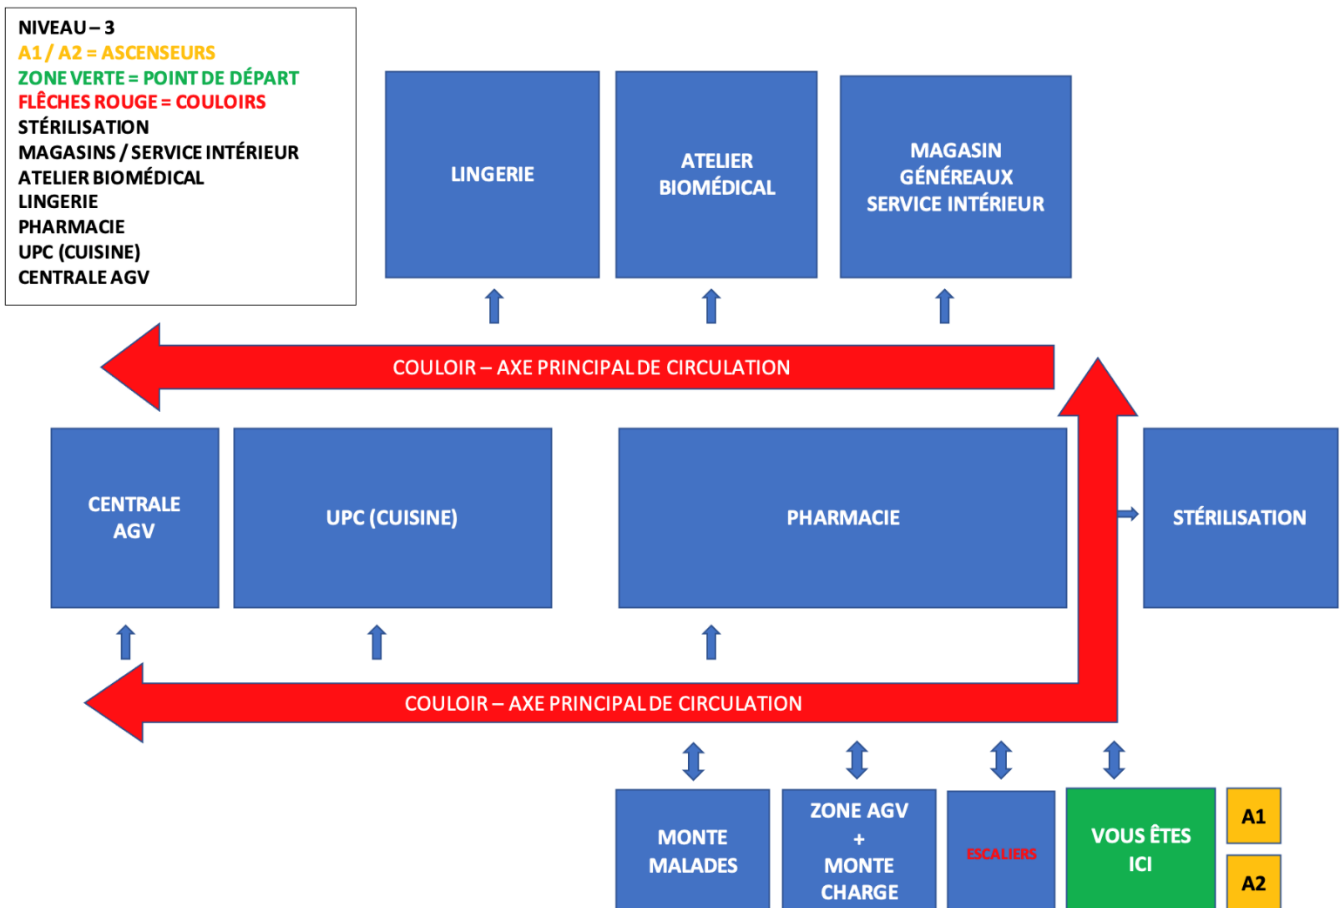 NIVEAU – 3
A1 / A2 = ASCENSEURS
ZONE VERTE = POINT DE DÉPART
FLÊCHES ROUGE = COULOIRS
STÉRILISATION
MAGASINS / SERVICE INTÉRIEUR
ATELIER BIOMÉDICAL
LINGERIE
PHARMACIE
UPC (CUISINE)
CENTRALE AGV
LINGERIE
ATELIER
BIOMÉDICAL
MAGASIN
GÉNÉREAUX
SERVICE INTÉRIEUR
COULOIR – AXE PRINCIPAL DE CIRCULATION
CENTRALE
AGV
UPC (CUISINE)
PHARMACIE
STÉRILISATION
COULOIR – AXE PRINCIPAL DE CIRCULATION
MONTE
MALADES
ZONE AGV
+
MONTE
CHARGE
ESCALIERS
VOUS ÊTES
ICI
A1
A2